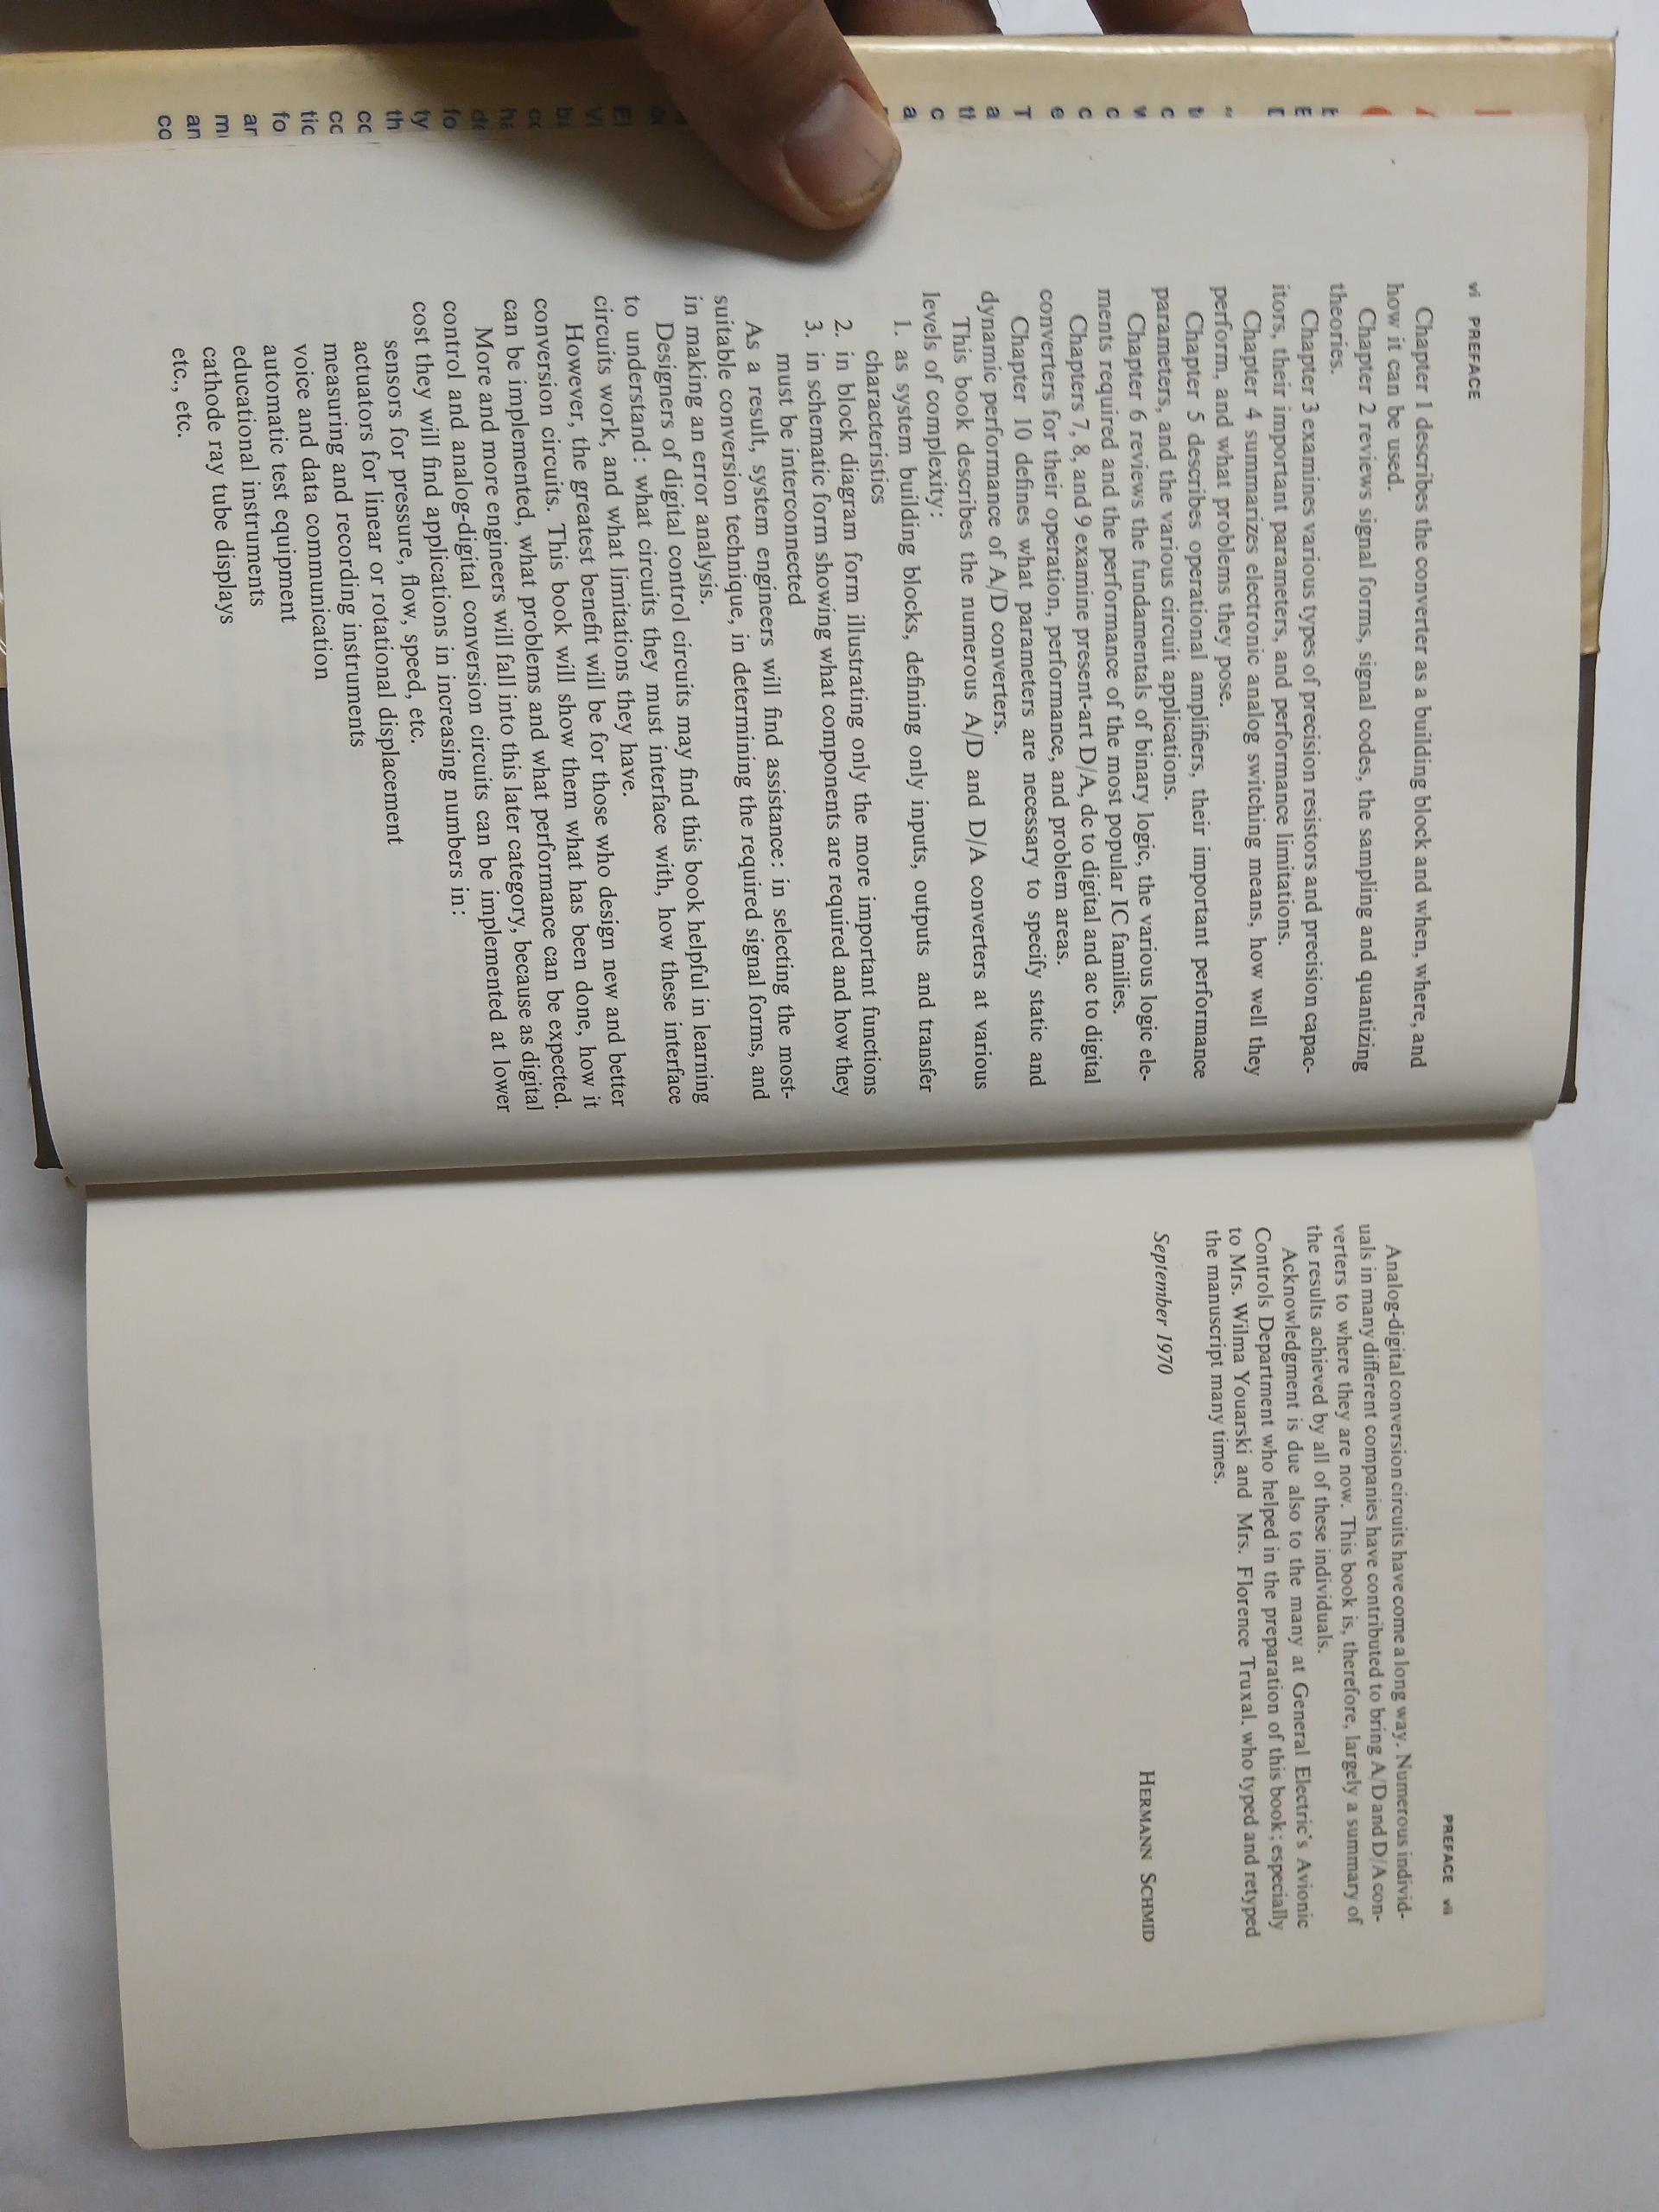 vi PREFACE
Chapter 1 describes the converter as a building block and when, where, and
how it can be used.
Chapter 2 reviews signal forms, signal codes, the sampling and quantizing
theories.
Chapter 3 examines various types of precision resistors and precision capac-
itors, their important parameters, and performance limitations.
Chapter 4 summarizes electronic analog switching means, how well they
perform, and what problems they pose.
Chapter 5 describes operational amplifiers, their important performance
parameters, and the various circuit applications.
Chapter 6 reviews the fundamentals of binary logic, the various logic ele-
ments required and the performance of the most popular IC families.
Chapters 7, 8, and 9 examine present-art D/A, dc to digital and ac to digital
converters for their operation, performance, and problem areas.
Chapter 10 defines what parameters are necessary to specify static and
dynamic performance of A/D converters.
This book describes the numerous A/D and D/A converters at various
levels of complexity:
1. as system building blocks, defining only inputs, outputs and transfer
characteristics
2. in block diagram form illustrating only the more important functions
3. in schematic form showing what components are required and how they
must be interconnected
As a result, system engineers will find assistance: in selecting the most-
suitable conversion technique, in determining the required signal forms, and
in making an error analysis.
Designers of digital control circuits may find this book helpful in learning
to understand: what circuits they must interface with, how these interface
circuits work, and what limitations they have.
However, the greatest benefit will be for those who design new and better
conversion circuits. This book will show them what has been done, how it
can be implemented, what problems and what performance can be expected.
More and more engineers will fall into this later category, because as digital
control and analog-digital conversion circuits can be implemented at lower
cost they will find applications in increasing numbers in:
sensors for pressure, flow, speed, etc.
actuators for linear or rotational displacement
measuring and recording instruments
voice and data communication
automatic test equipment
educational instruments
cathode ray tube displays
etc., etc.
PREFACE vii
Analog-digital conversion circuits have come a long way. Numerous individ-
uals in many different companies have contributed to bring A/D and D/A con-
verters to where they are now. This book is, therefore, largely a summary of
the results achieved by all of these individuals.
Acknowledgment is due also to the many at General Electric's Avionic
Controls Department who helped in the preparation of this book; especially
to Mrs. Wilma Youarski and Mrs. Florence Truxal, who typed and retyped
the manuscript many times.
HERMANN SCHMID
September 1970